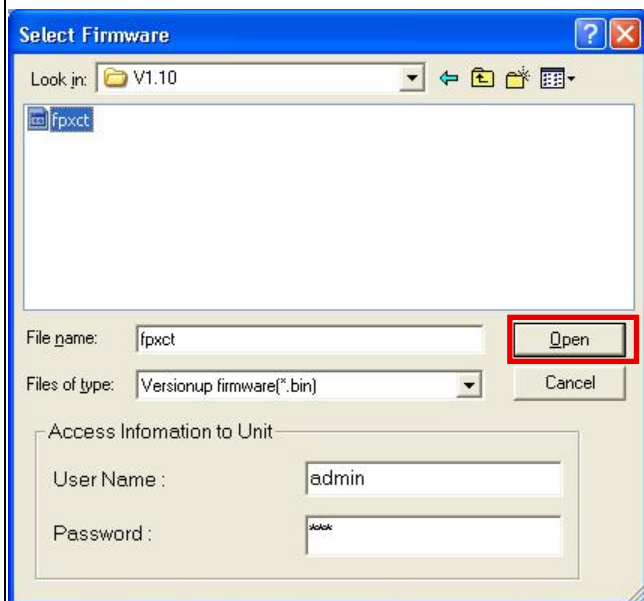 Select Firmware
Look in: V1.10
fpxct
File name: fpxct
Open
Files of type: Versionup firmware(*.bin)
Cancel
Access Infomation to Unit
User Name : admin
Password : ***